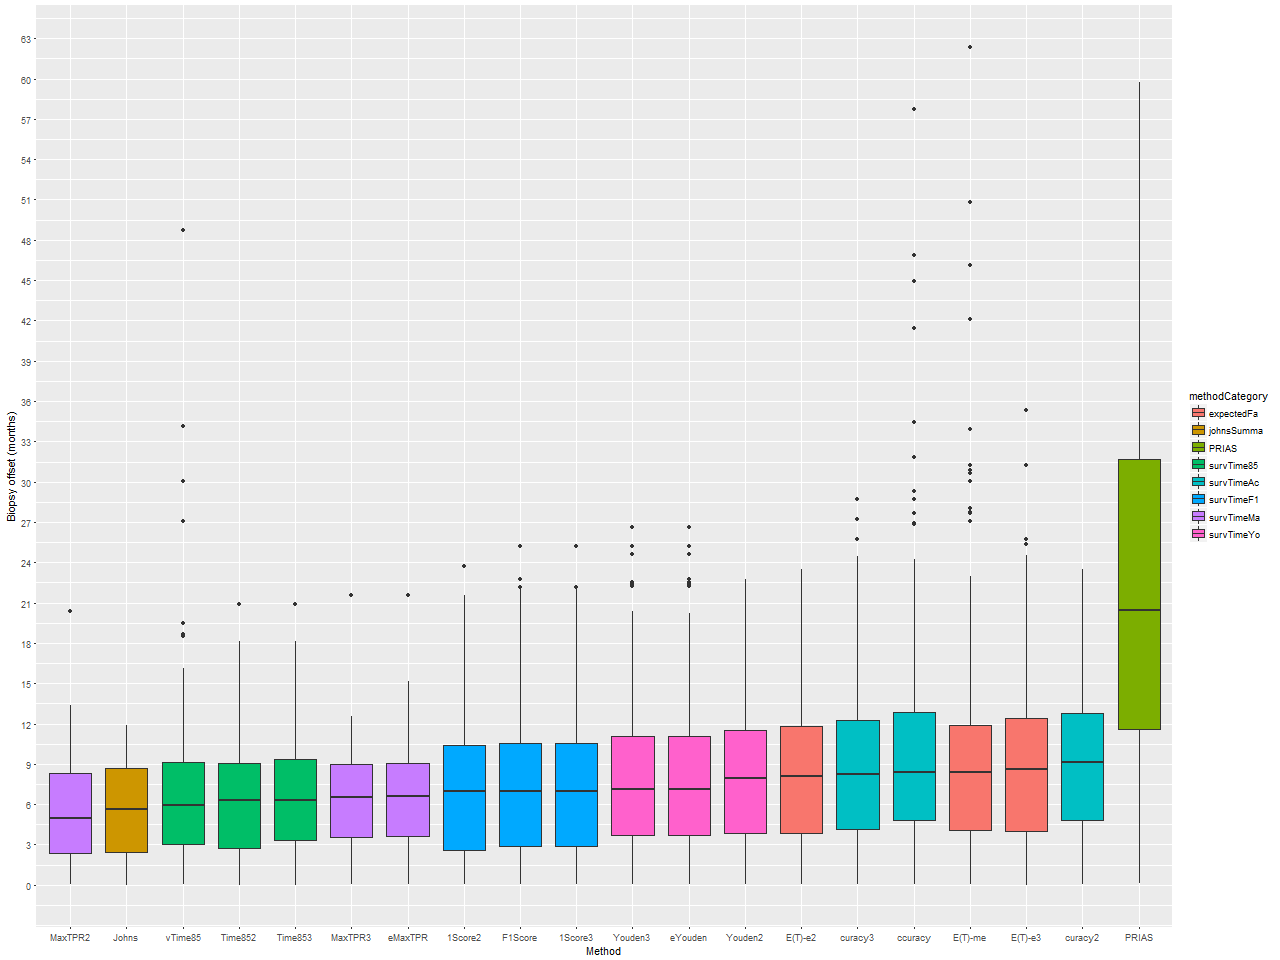 63
60
57
54
51
48
45
42
39
36
33
30
27
24
21
18
15
12
9
6
3
0
Biopsy offset (months)
MaxTPR2 Johns vTime85 Time852 Time853 MaxTPR3 eMaxTPR 1Score2 F1Score 1Score3 Youden3 eYouden Youden2 E(T)-e2 curacy3 ccuracy E(T)-me E(T)-e3 curacy2 PRIAS
Method
methodCategory
expectedFa
johnsSumma
PRIAS
survTime85
survTimeAc
survTimeF1
survTimeMa
survTimeYo